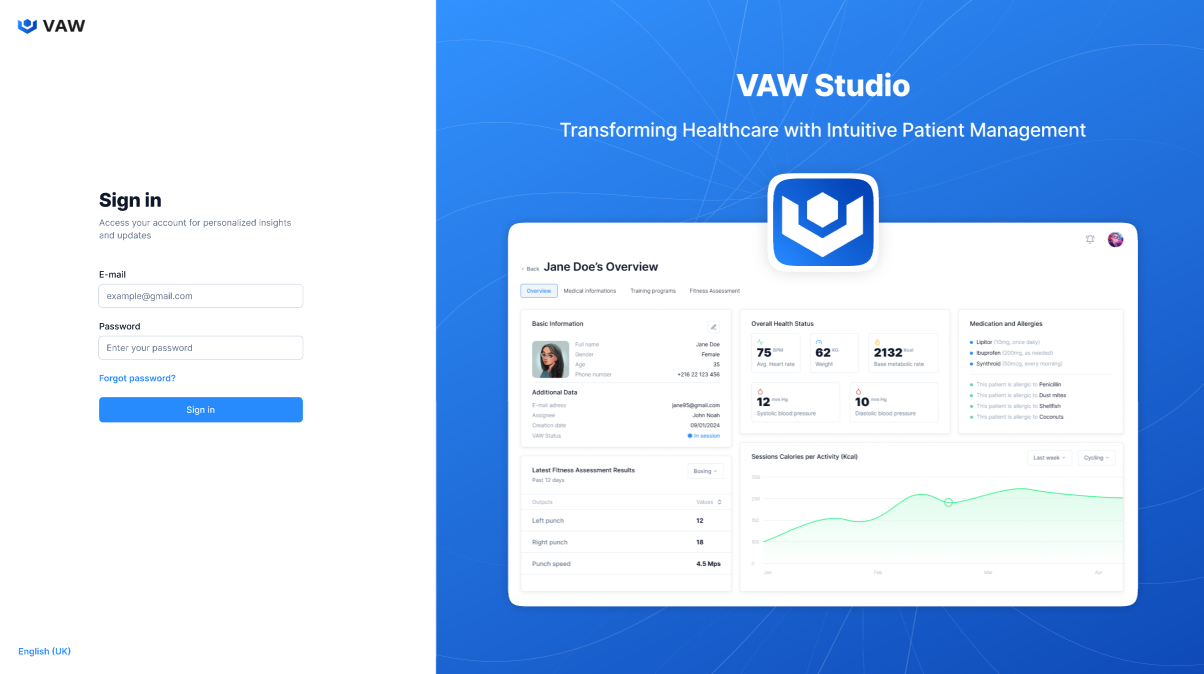 VAW
Sign in
Access your account for personalized insights
and updates
E-mail
example@gmail.com
Password
Enter your password
Forgot password?
Sign in
English (UK)
VAW Studio
Transforming Healthcare with Intuitive Patient Management
Back
Jane Doe's Overview
Overview Medical informations Training programs Fitness Assessment
Basic Information
Full name Jane Doe
Gender Female
Age 35
Phone number +216 22 123 456
Additional Data
E-mail adress jane95@gmail.com
Assignee John Noah
Creation date 09/01/2024
VAW Status In session
Latest Fitness Assessment Results
Past 12 days
Boxing
Outputs Values
Left punch 12
Right punch 18
Punch speed 4.5 Mps
Overall Health Status
75 BPM
Avg. Heart rate
62 KG
Weight
2132 Kcal
Base metabolic rate
12 mm Hg
Systolic blood pressure
10 mm Hg
Diastolic blood pressure
Medication and Allergies
Lipitor (10mg, once daily)
Ibuprofen (200mg, as needed)
Synthroid (50mcg, every morning)
This patient is allergic to Penicillin
This patient is allergic to Dust mites
This patient is allergic to Shellfish
This patient is allergic to Coconuts
Sessions Calories per Activity (Kcal)
Last week
Cycling
0
Jan Feb Mar Apr